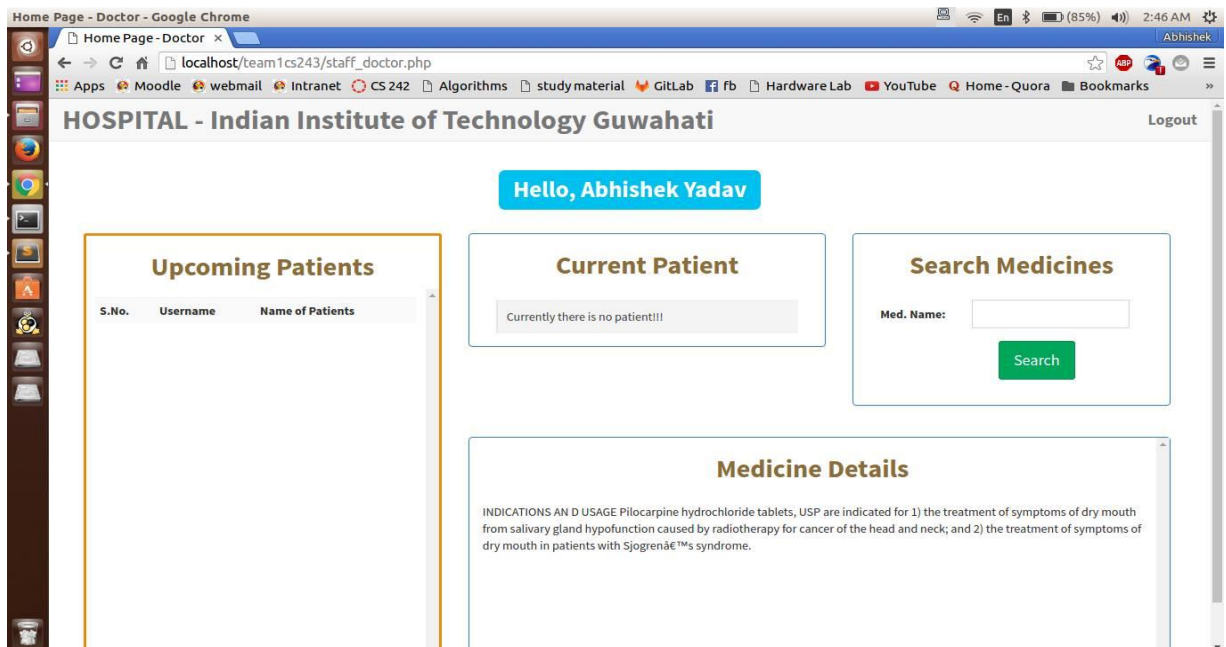 Home Page - Doctor - Google Chrome En (85%) 2:46 AM
Home Page - Doctor × Abhishek
localhost/team1cs243/staff_doctor.php ABP
Apps Moodle webmail Intranet CS 242 Algorithms study material GitLab fb Hardware Lab YouTube Home - Quora Bookmarks »
HOSPITAL - Indian Institute of Technology Guwahati Logout
Hello, Abhishek Yadav
Upcoming Patients
S.No. Username Name of Patients
Current Patient
Currently there is no patient!!!
Search Medicines
Med. Name:
Search
Medicine Details
INDICATIONS AN D USAGE Pilocarpine hydrochloride tablets, USP are indicated for 1) the treatment of symptoms of dry mouth
from salivary gland hypofunction caused by radiotherapy for cancer of the head and neck; and 2) the treatment of symptoms of
dry mouth in patients with Sjogrenâ€™s syndrome.